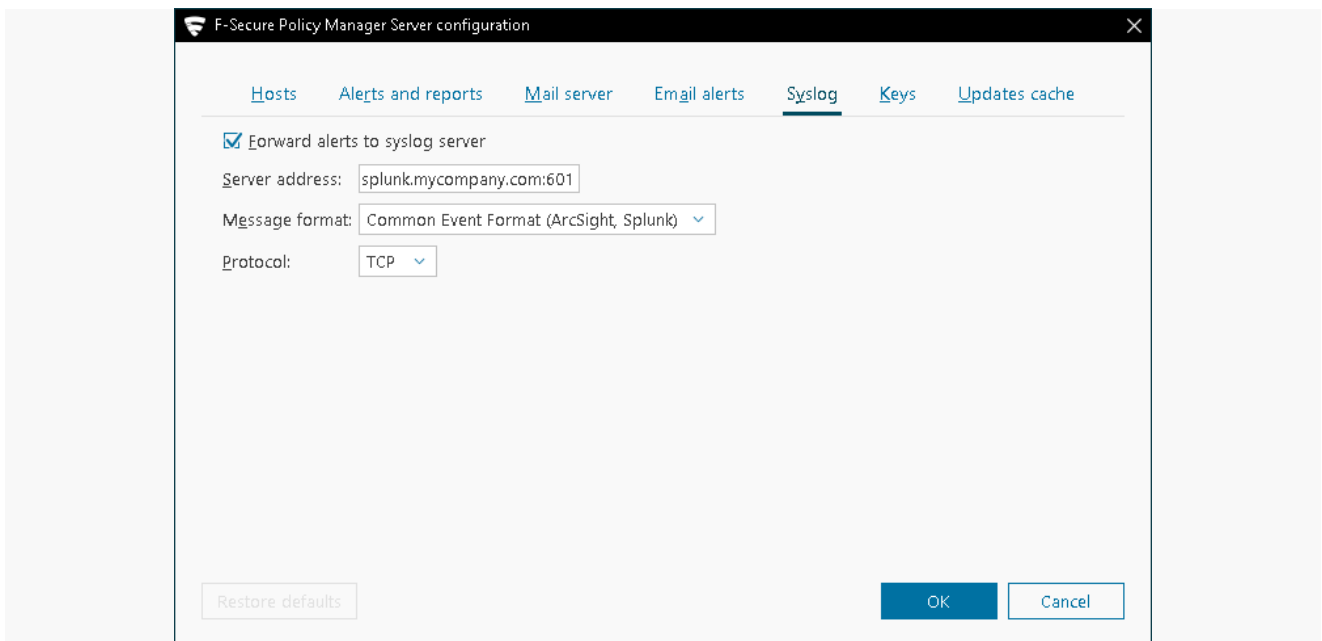 F-Secure Policy Manager Server configuration
Hosts Alerts and reports Mail server Email alerts Syslog Keys Updates cache
Forward alerts to syslog server
Server address: splunk.mycompany.com:601
Message format: Common Event Format (ArcSight, Splunk)
Protocol: TCP
Restore defaults OK Cancel